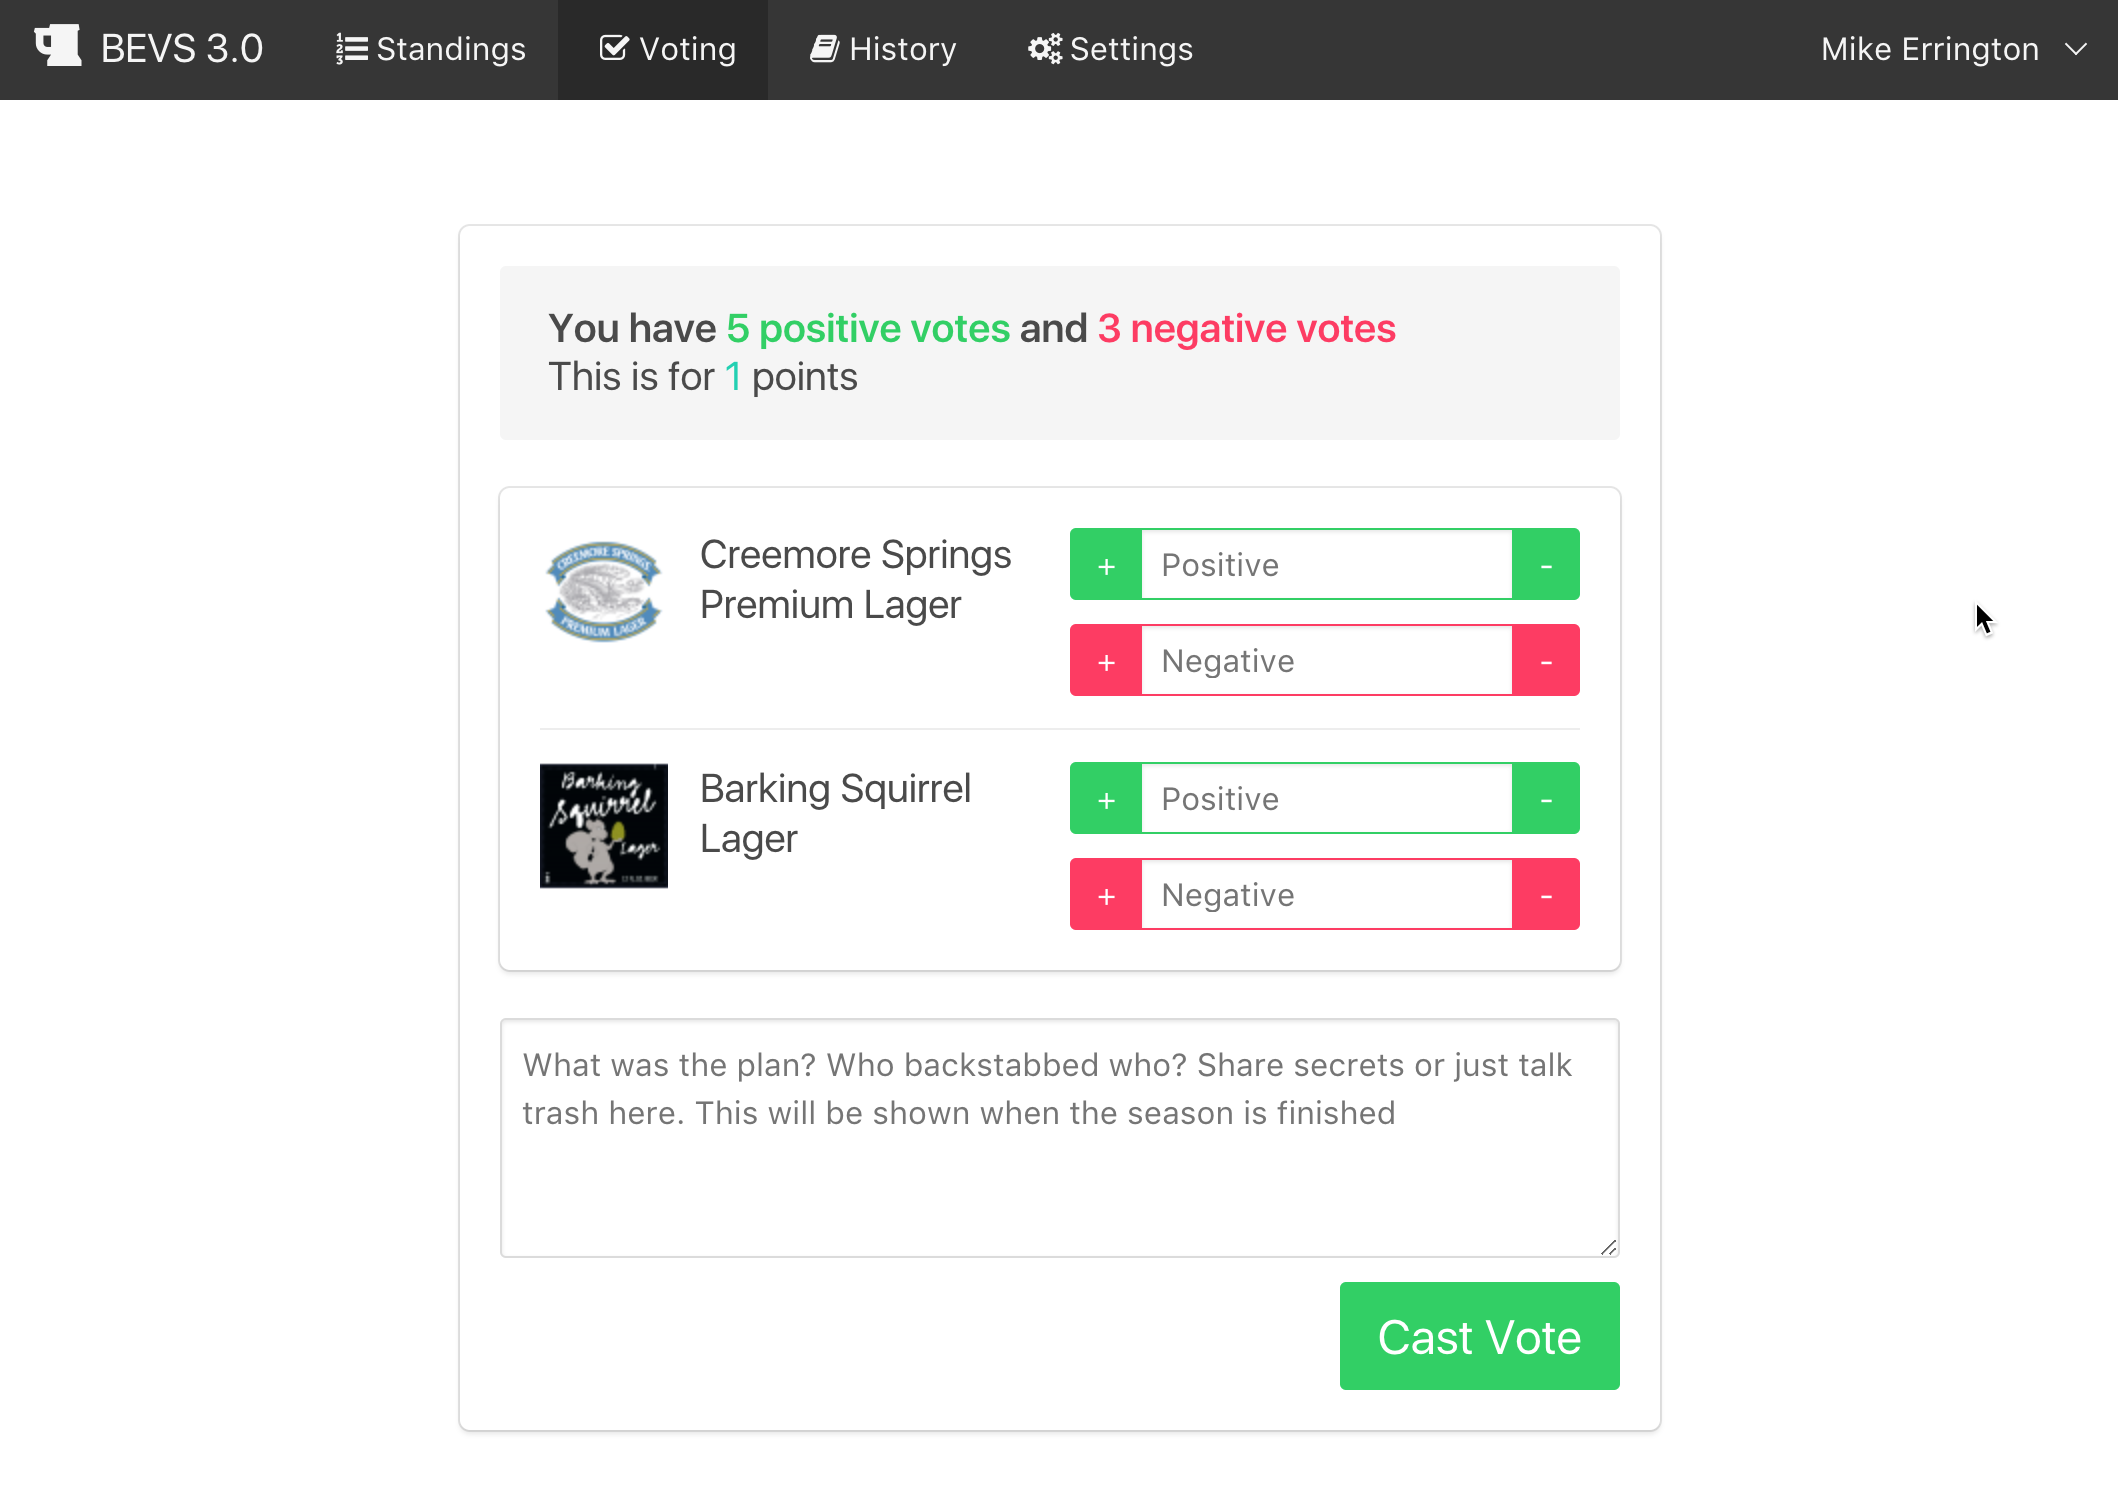 BEVS 3.0
Standings
Voting
History
Settings
Mike Errington
You have 5 positive votes and 3 negative votes
This is for 1 points
CREEMORE SPRINGS
PREMIUM LAGER
Creemore Springs
Premium Lager
+ Positive -
+ Negative -
Barking
Squirrel
Lager
Barking Squirrel
Lager
+ Positive -
+ Negative -
What was the plan? Who backstabbed who? Share secrets or just talk
trash here. This will be shown when the season is finished
Cast Vote